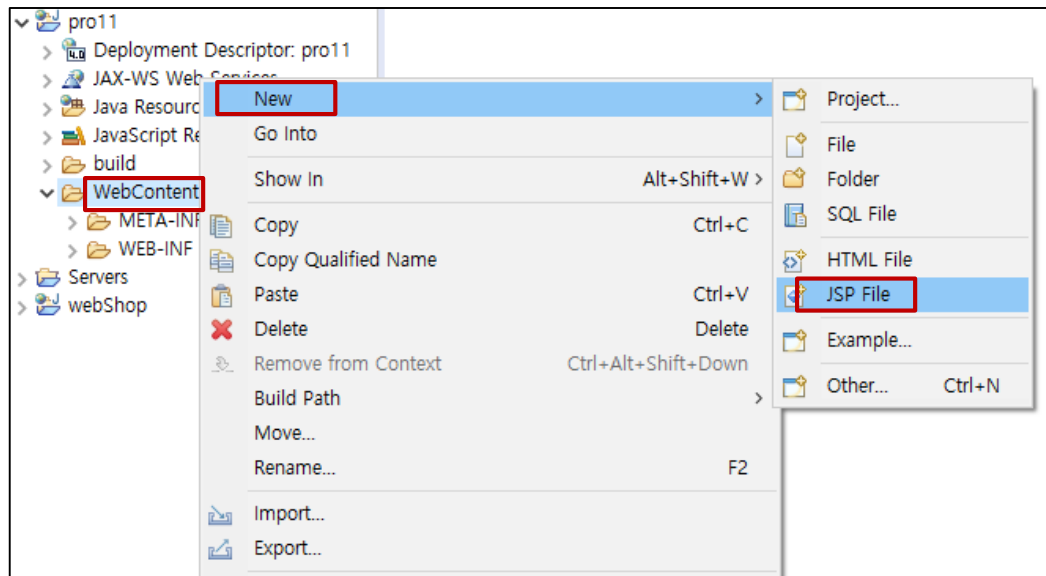 pro11
Deployment Descriptor: pro11
JAX-WS Web Services
Java Resourc
JavaScript Re
build
WebContent
META-INF
WEB-INF
Servers
webShop
New
Go Into
Show In Alt+Shift+W
Copy Ctrl+C
Copy Qualified Name
Paste Ctrl+V
Delete Delete
Remove from Context Ctrl+Alt+Shift+Down
Build Path
Move...
Rename... F2
Import...
Export...
Project...
File
Folder
SQL File
HTML File
JSP File
Example...
Other... Ctrl+N